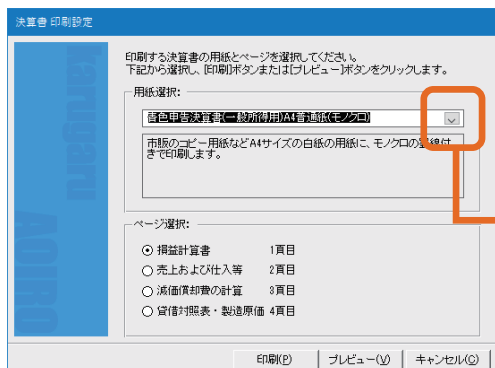 決算書 印刷設定
karugaru
AOIRO
印刷する決算書の用紙とページを選択してください。
下記から選択し、[印刷]ボタンまたは[プレビュー]ボタンをクリックします。
用紙選択:
青色申告決算書(一般所得用)A4普通紙(モノクロ)
市販のコピー用紙などA4サイズの白紙の用紙に、モノクロの罫線付
きで印刷します。
ページ選択:
損益計算書 1頁目
売上および仕入等 2頁目
減価償却費の計算 3頁目
貸借対照表・製造原価 4頁目
印刷(P) プレビュー(V) キャンセル(C)